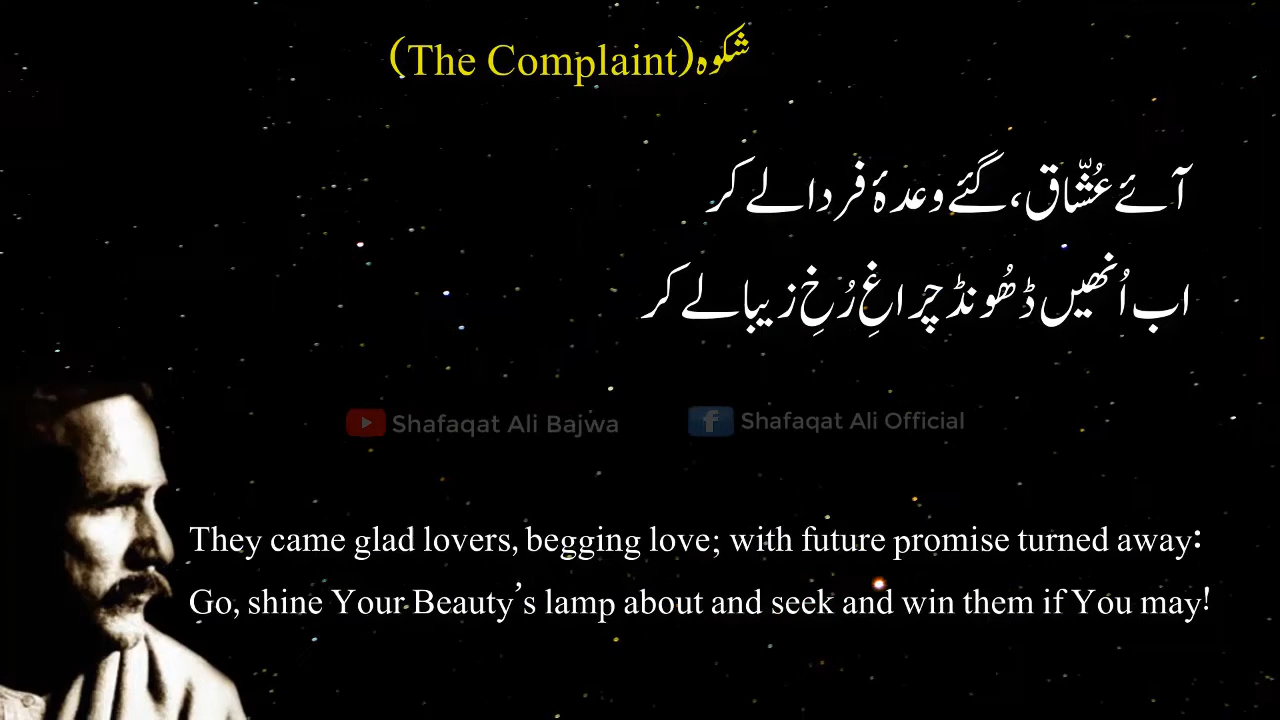 شکوہ(The Complaint)
آئے عُشّاق، گئے وعدۂ فردا لے کر
اب اُنھیں ڈھُونڈ چراغِ رُخِ زیبا لے کر
Shafaqat Ali Bajwa
Shafaqat Ali Official
They came glad lovers, begging love; with future promise turned away:
Go, shine Your Beauty’s lamp about and seek and win them if You may!